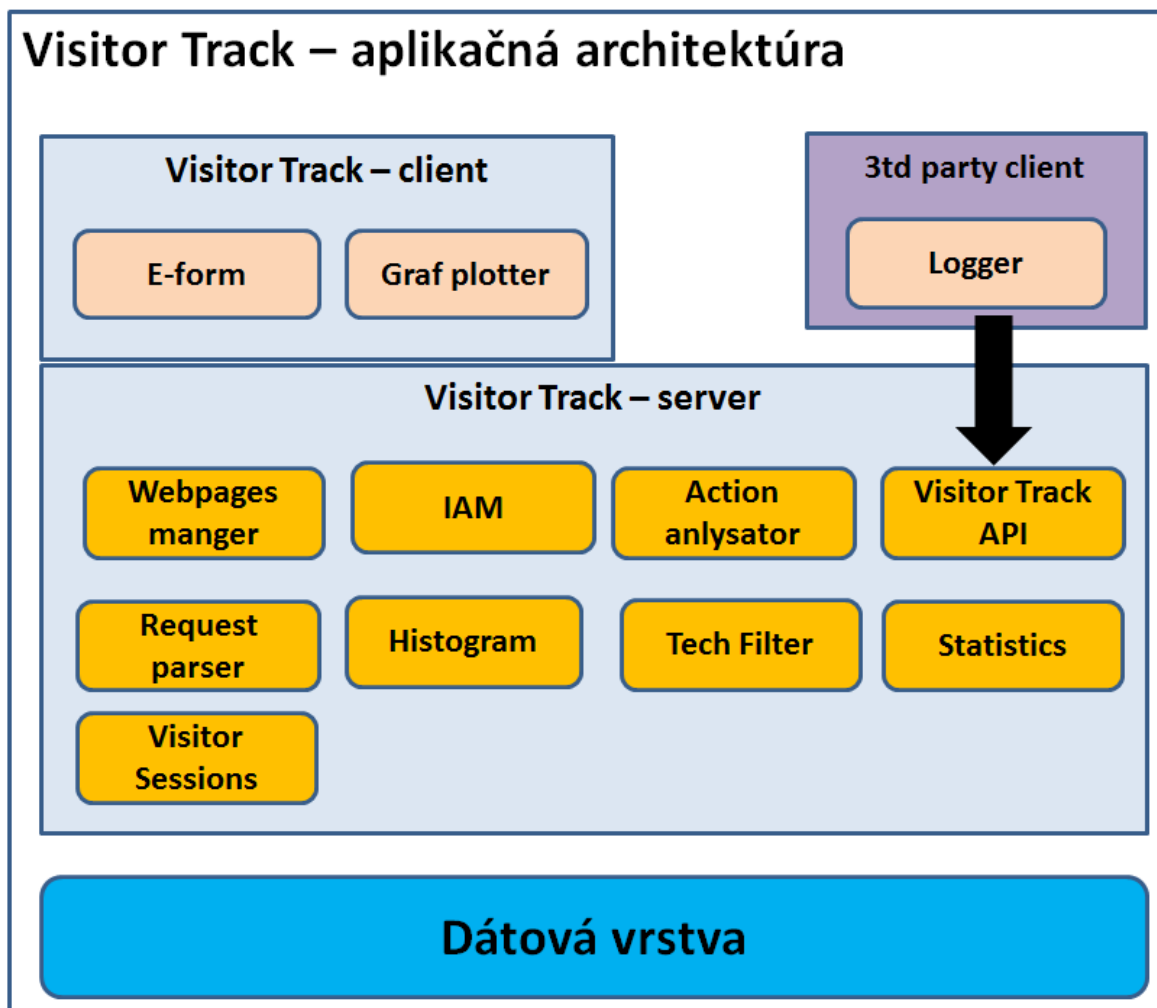 Visitor Track – aplikačná architektúra
Visitor Track – client
E-form
Graf plotter
3td party client
Logger
Visitor Track – server
Webpages
manger
IAM
Action
anlysator
Visitor Track
API
Request
parser
Histogram
Tech Filter
Statistics
Visitor
Sessions
Dátová vrstva